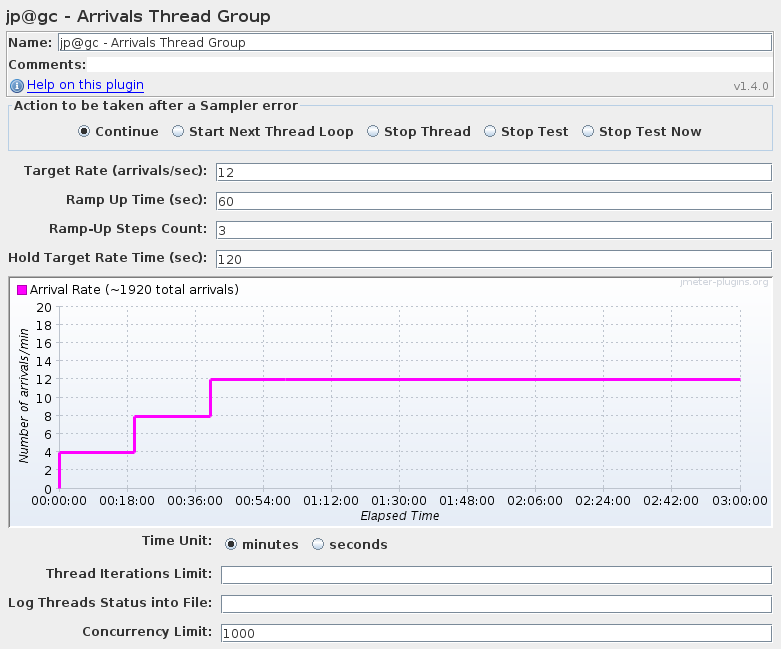 jp@gc - Arrivals Thread Group
Name: jp@gc - Arrivals Thread Group
Comments:
Help on this plugin v1.4.0
Action to be taken after a Sampler error
Continue Start Next Thread Loop Stop Thread Stop Test Stop Test Now
Target Rate (arrivals/sec): 12
Ramp Up Time (sec): 60
Ramp-Up Steps Count: 3
Hold Target Rate Time (sec): 120
jmeter-plugins.org
Arrival Rate (~1920 total arrivals)
Number of arrivals/min
20
18
16
14
12
10
8
6
4
2
0
00:00:00 00:18:00 00:36:00 00:54:00 01:12:00 01:30:00 01:48:00 02:06:00 02:24:00 02:42:00 03:00:00
Elapsed Time
Time Unit: minutes seconds
Thread Iterations Limit:
Log Threads Status into File:
Concurrency Limit: 1000